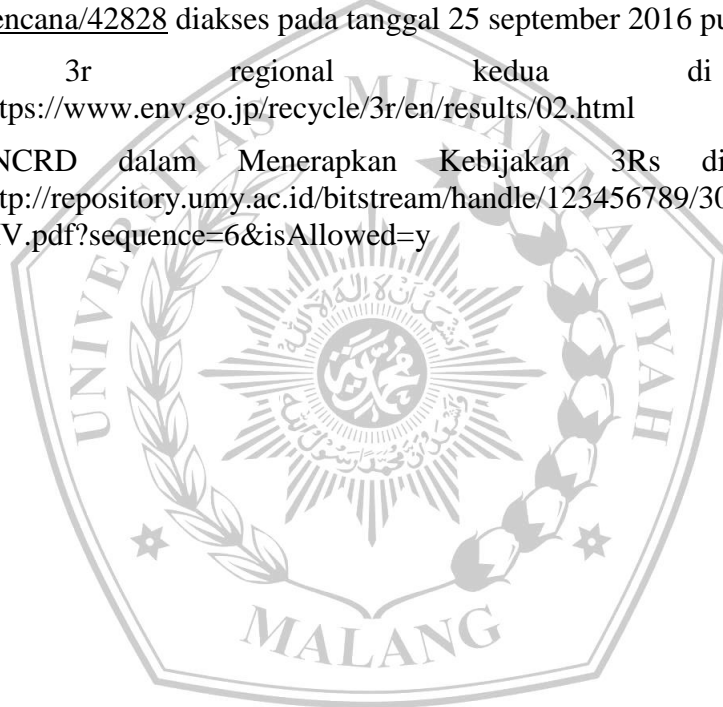 encana/42828 diakses pada tanggal 25 september 2016 pu
3r regional kedua di
tps://www.env.go.jp/recycle/3r/en/results/02.html
NCRD dalam Menerapkan Kebijakan 3Rs di
tp://repository.umy.ac.id/bitstream/handle/123456789/30
V.pdf?sequence=6&isAllowed=y
UNIVERSITAS MUHAMMADIYAH
MALANG